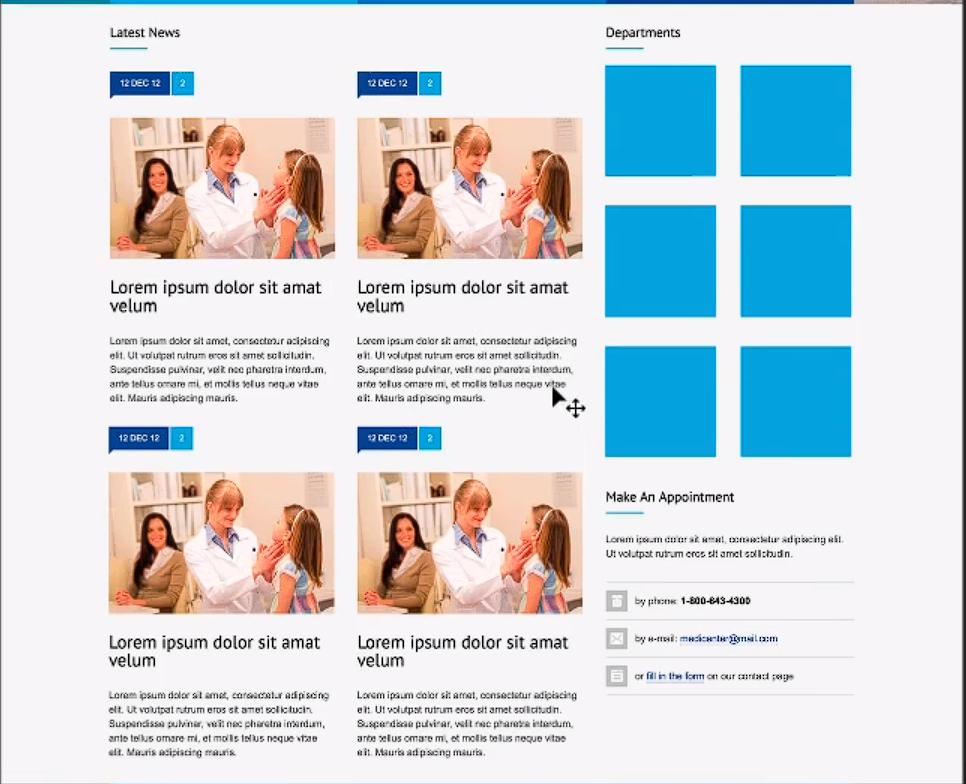 Latest News
12 DEC 12 2
Lorem ipsum dolor sit amat
velum
Lorem ipsum dolor sit amet, consectetur adipiscing
elit. Ut volutpat rutrum eros sit amet sollicitudin.
Suspendisse pulvinar, velit nec pharetra interdum,
ante tellus ornare mi, et mollis tellus neque vitae
elit. Mauris adipiscing mauris.
12 DEC 12 2
Lorem ipsum dolor sit amat
velum
Lorem ipsum dolor sit amet, consectetur adipiscing
elit. Ut volutpat rutrum eros sit amet sollicitudin.
Suspendisse pulvinar, velit nec pharetra interdum,
ante tellus ornare mi, et mollis tellus neque vitae
elit. Mauris adipiscing mauris.
12 DEC 12 2
Lorem ipsum dolor sit amat
velum
Lorem ipsum dolor sit amet, consectetur adipiscing
elit. Ut volutpat rutrum eros sit amet sollicitudin.
Suspendisse pulvinar, velit nec pharetra interdum,
ante tellus ornare mi, et mollis tellus neque vitae
elit. Mauris adipiscing mauris.
12 DEC 12 2
Lorem ipsum dolor sit amat
velum
Lorem ipsum dolor sit amet, consectetur adipiscing
elit. Ut volutpat rutrum eros sit amet sollicitudin.
Suspendisse pulvinar, velit nec pharetra interdum,
ante tellus ornare mi, et mollis tellus neque vitae
elit. Mauris adipiscing mauris.
Departments
Make An Appointment
Lorem ipsum dolor sit amet, consectetur adipiscing elit.
Ut volutpat rutrum eros sit amet sollicitudin.
by phone: 1-800-643-4300
by e-mail: medicenter@mail.com
or fill in the form on our contact page